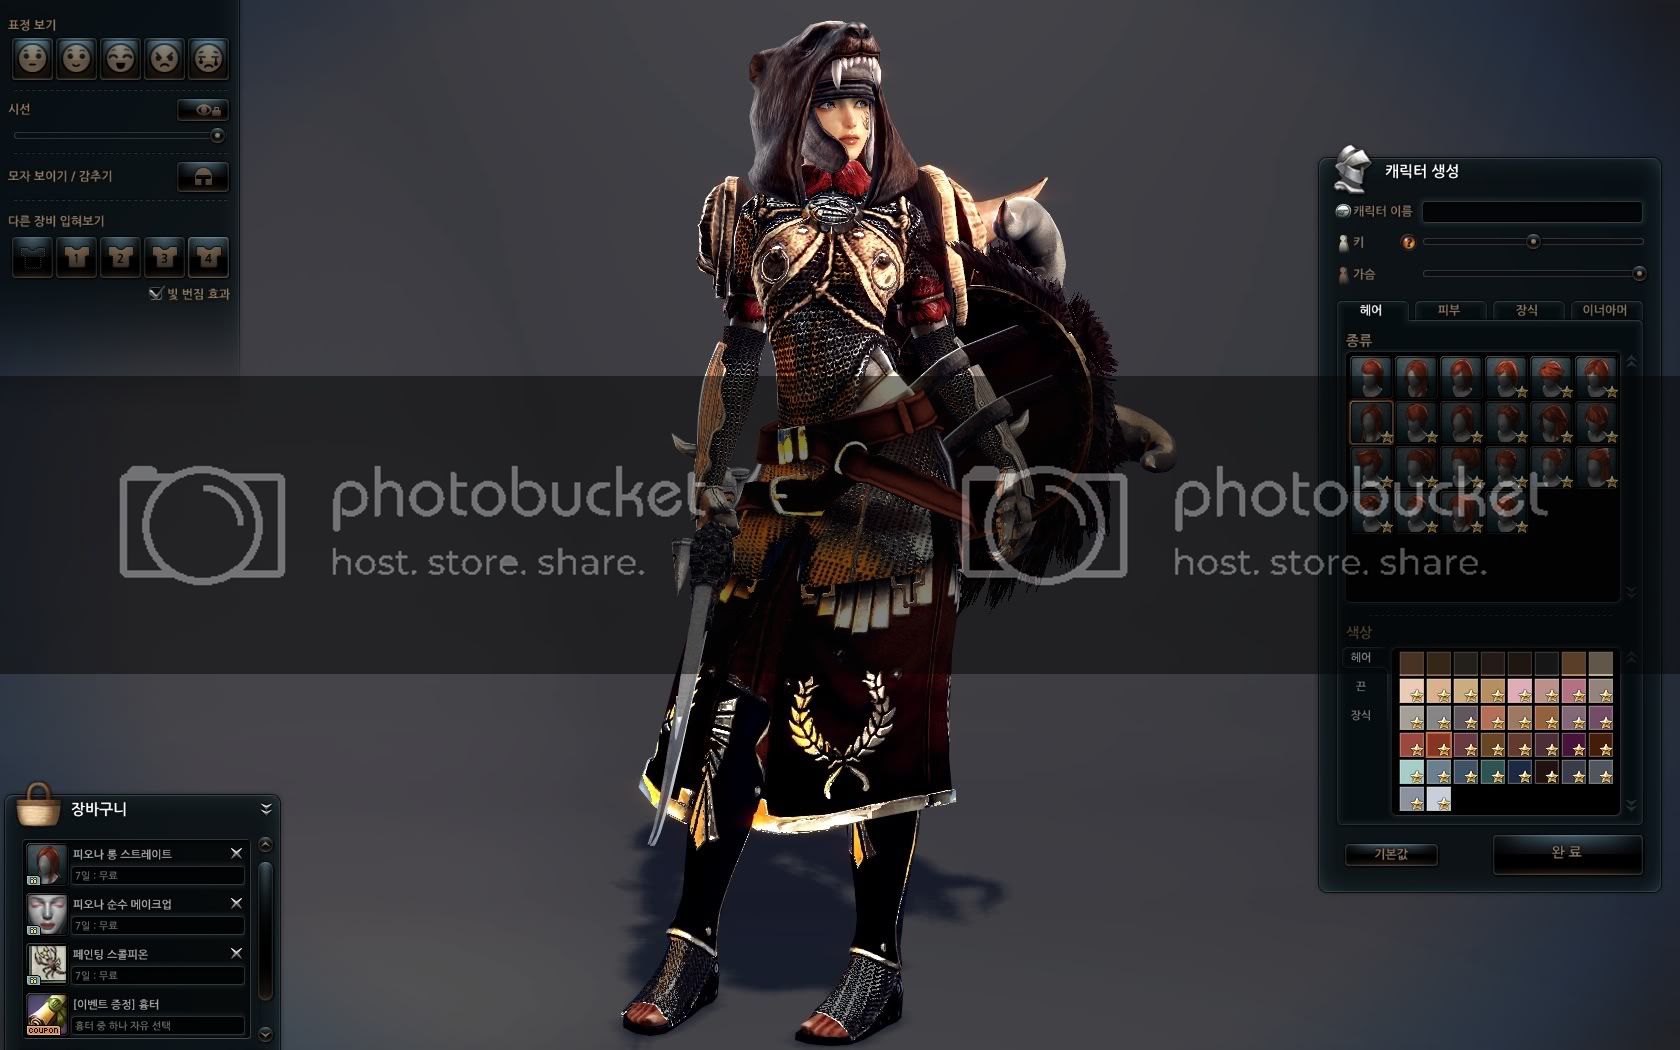 표정 보기
시선
모자 보이기 / 감추기
다른 장비 입혀보기
1 2 3 4
빛 번짐 효과
캐릭터 생성
캐릭터 이름
키
?
가슴
헤어 피부 장식 이너아머
종류
photobucket
host. store. share.
photobucket
host. store. share.
색상
헤어
끈
장식
기본값
완 료
장바구니
피오나 롱 스트레이트
7일 : 무료
피오나 순수 메이크업
7일 : 무료
페인팅 스콜피온
7일 : 무료
[이벤트 증정] 흉터
COUPON
흉터 중 하나 자유 선택